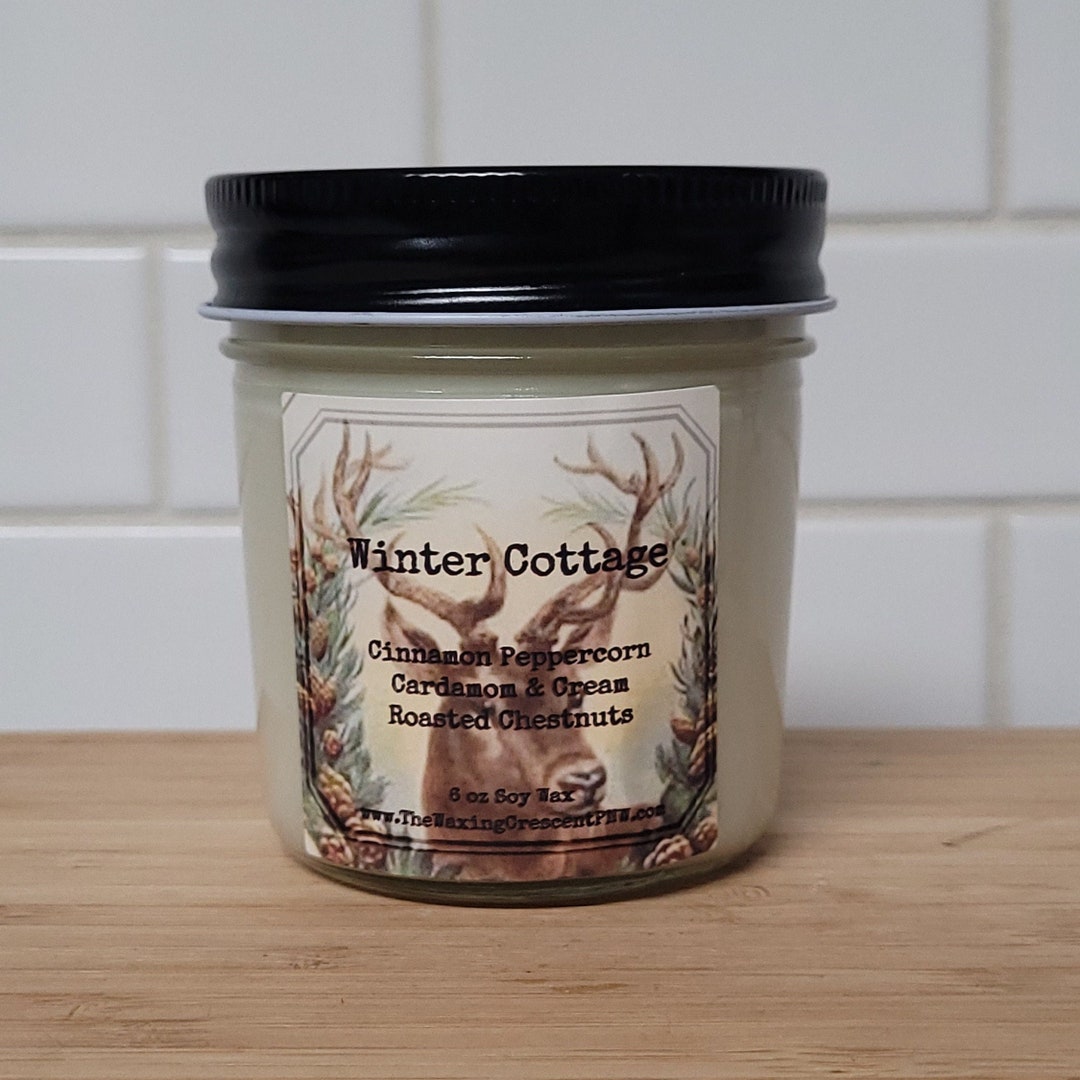 Winter Cottage
Cinnamon Peppercorn
Cardamom & Cream
Roasted Chestnuts
6 oz Soy Wax
www.TheWaxingCrescentPNW.com